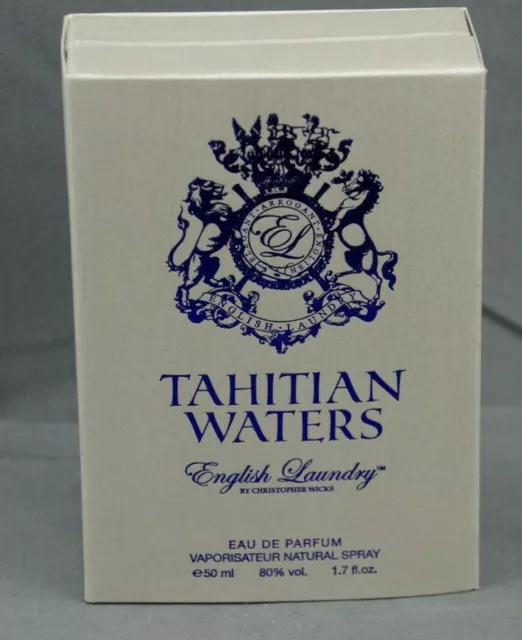 ARROGANT · ENGLISH
EL
ENGLISH · LAUNDRY
TAHITIAN
WATERS
English Laundry™
BY CHRISTOPHER WICKS
EAU DE PARFUM
VAPORISATEUR NATURAL SPRAY
℮50 ml 80% vol. 1.7 fl.oz.